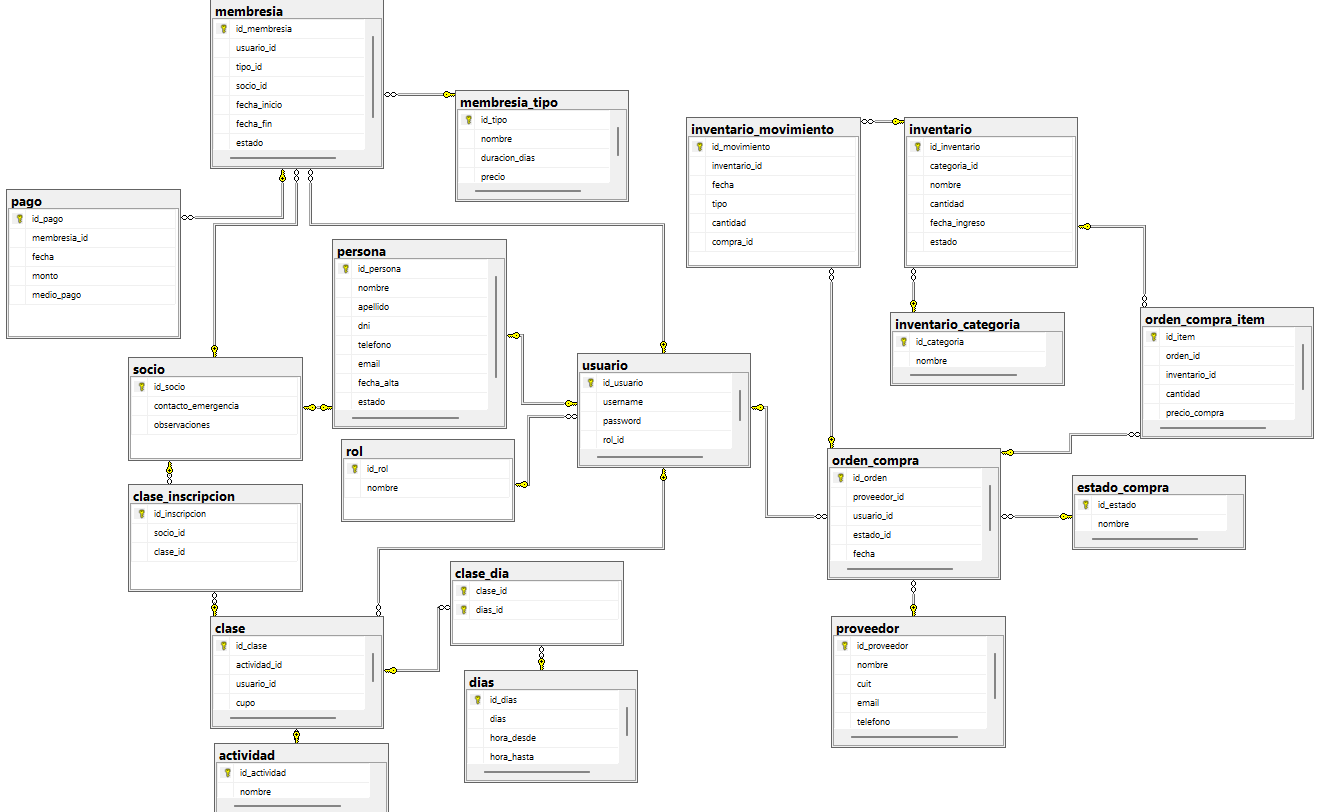 membresia
id_membresia
usuario_id
tipo_id
socio_id
fecha_inicio
fecha_fin
estado
membresia_tipo
id_tipo
nombre
duracion_dias
precio
inventario_movimiento
id_movimiento
inventario_id
fecha
tipo
cantidad
compra_id
inventario
id_inventario
categoria_id
nombre
cantidad
fecha_ingreso
estado
pago
id_pago
membresia_id
fecha
monto
medio_pago
persona
id_persona
nombre
apellido
dni
telefono
email
fecha_alta
estado
inventario_categoria
id_categoria
nombre
orden_compra_item
id_item
orden_id
inventario_id
cantidad
precio_compra
socio
id_socio
contacto_emergencia
observaciones
usuario
id_usuario
username
password
rol_id
rol
id_rol
nombre
orden_compra
id_orden
proveedor_id
usuario_id
estado_id
fecha
estado_compra
id_estado
nombre
clase_inscripcion
id_inscripcion
socio_id
clase_id
clase_dia
clase_id
dias_id
clase
id_clase
actividad_id
usuario_id
cupo
dias
id_dias
dias
hora_desde
hora_hasta
proveedor
id_proveedor
nombre
cuit
email
telefono
actividad
id_actividad
nombre